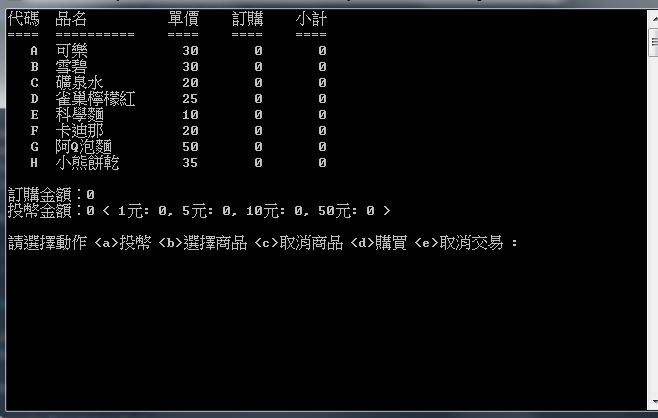 代碼 品名 單價 訂購 小計
==== ========== ==== ==== ====
A 可樂 30 0 0
B 雪碧 30 0 0
C 礦泉水 20 0 0
D 雀巢檸檬紅 25 0 0
E 科學麵 10 0 0
F 卡迪那 20 0 0
G 阿Q泡麵 50 0 0
H 小熊餅乾 35 0 0
訂購金額：0
投幣金額：0 < 1元: 0, 5元: 0, 10元: 0, 50元: 0 >
請選擇動作 <a>投幣 <b>選擇商品 <c>取消商品 <d>購買 <e>取消交易 :